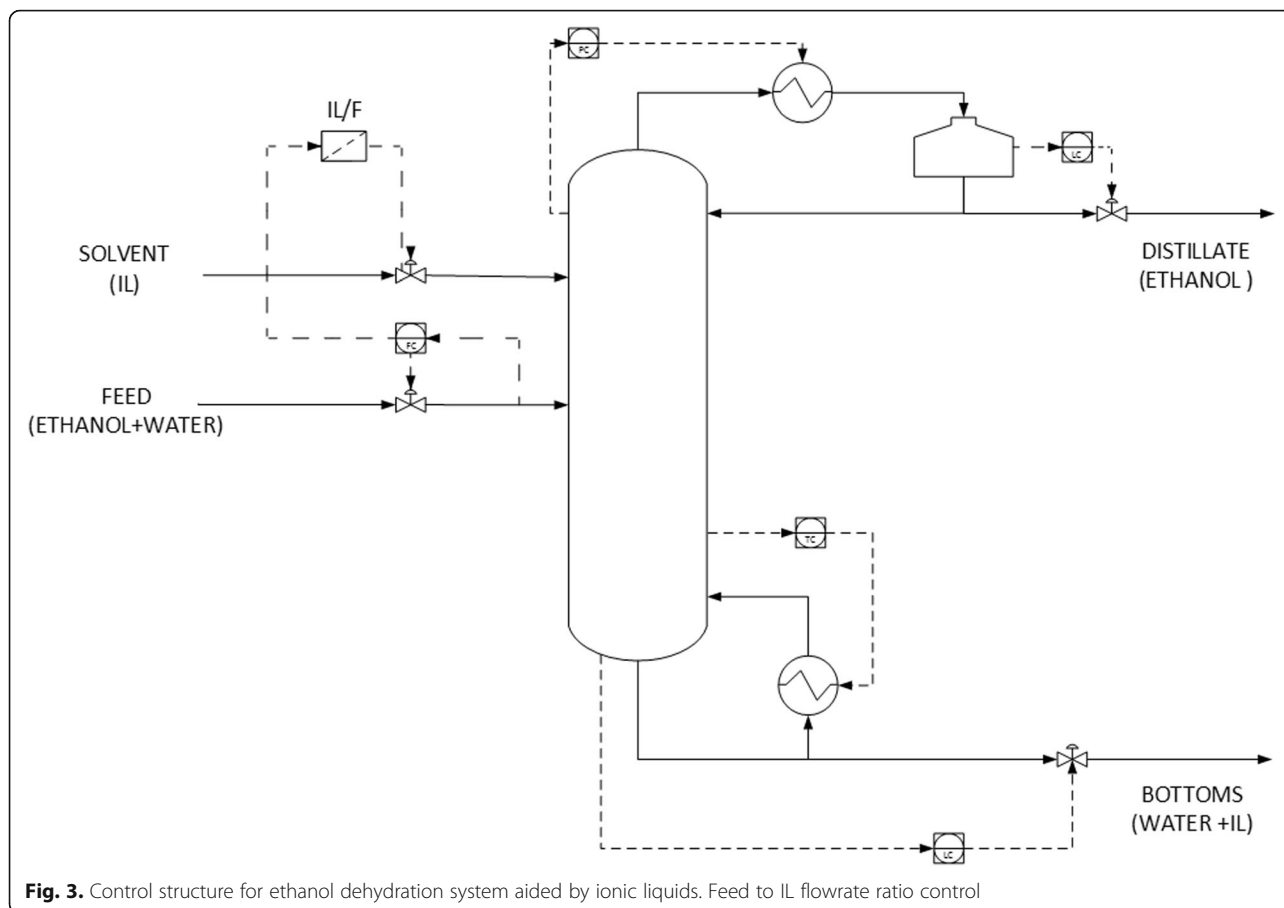 PC
IL/F
LC
SOLVENT
(IL)
DISTILLATE
(ETHANOL )
FC
FEED
(ETHANOL+WATER)
TC
BOTTOMS
(WATER +IL)
LC
Fig. 3. Control structure for ethanol dehydration system aided by ionic liquids. Feed to IL flowrate ratio control